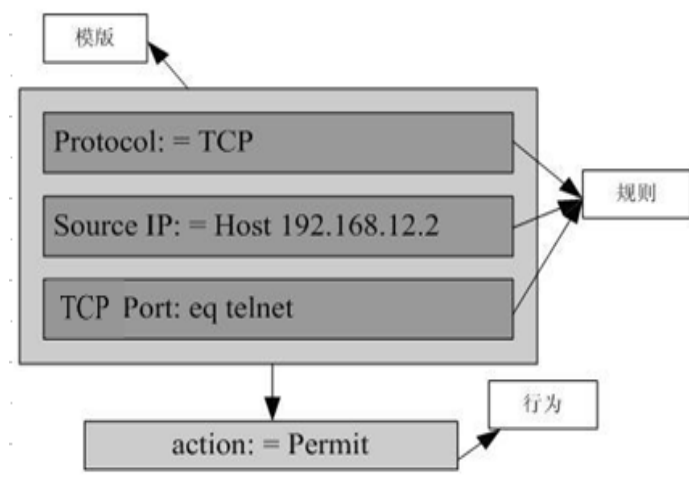 模版
Protocol: = TCP
Source IP: = Host 192.168.12.2
规则
TCP Port: eq telnet
行为
action: = Permit